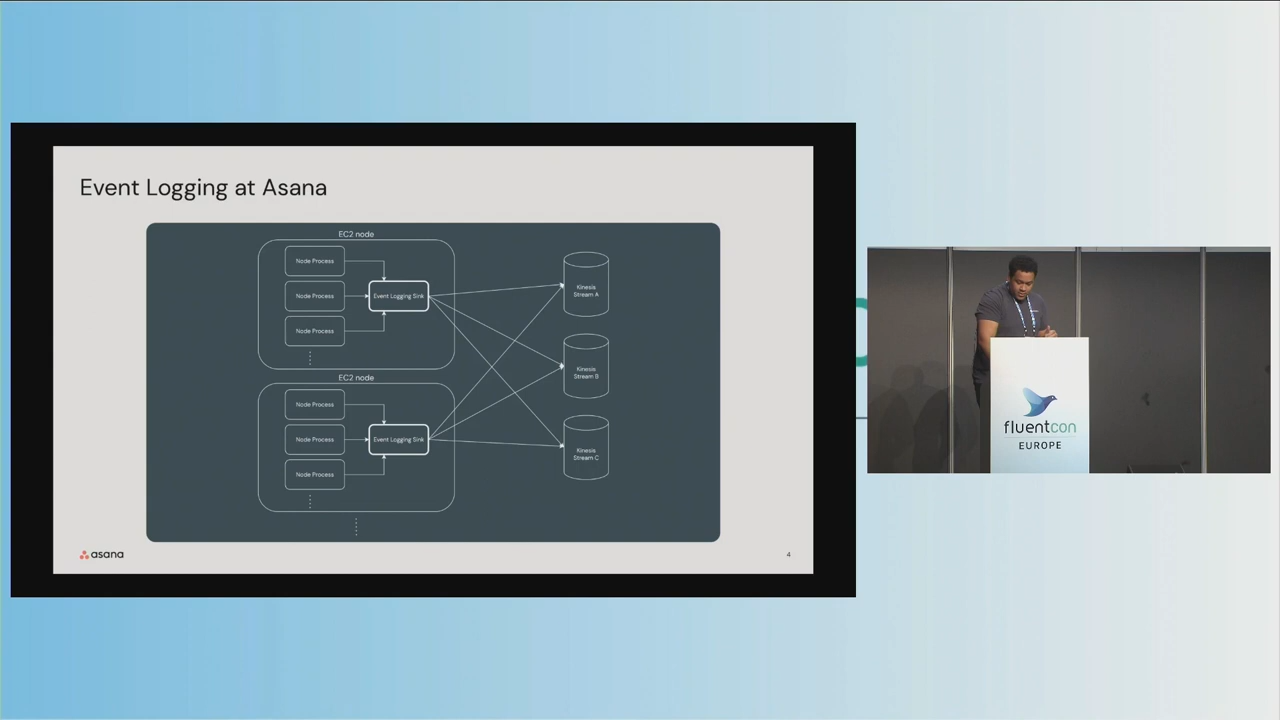 Event Logging at Asana
EC2 node
Node Process
Node Process
Event Logging Sink
Node Process
EC2 node
Node Process
Node Process
Event Logging Sink
Node Process
Kinesis
Stream A
Kinesis
Stream B
Kinesis
Stream C
asana
4
fluentcon
EUROPE